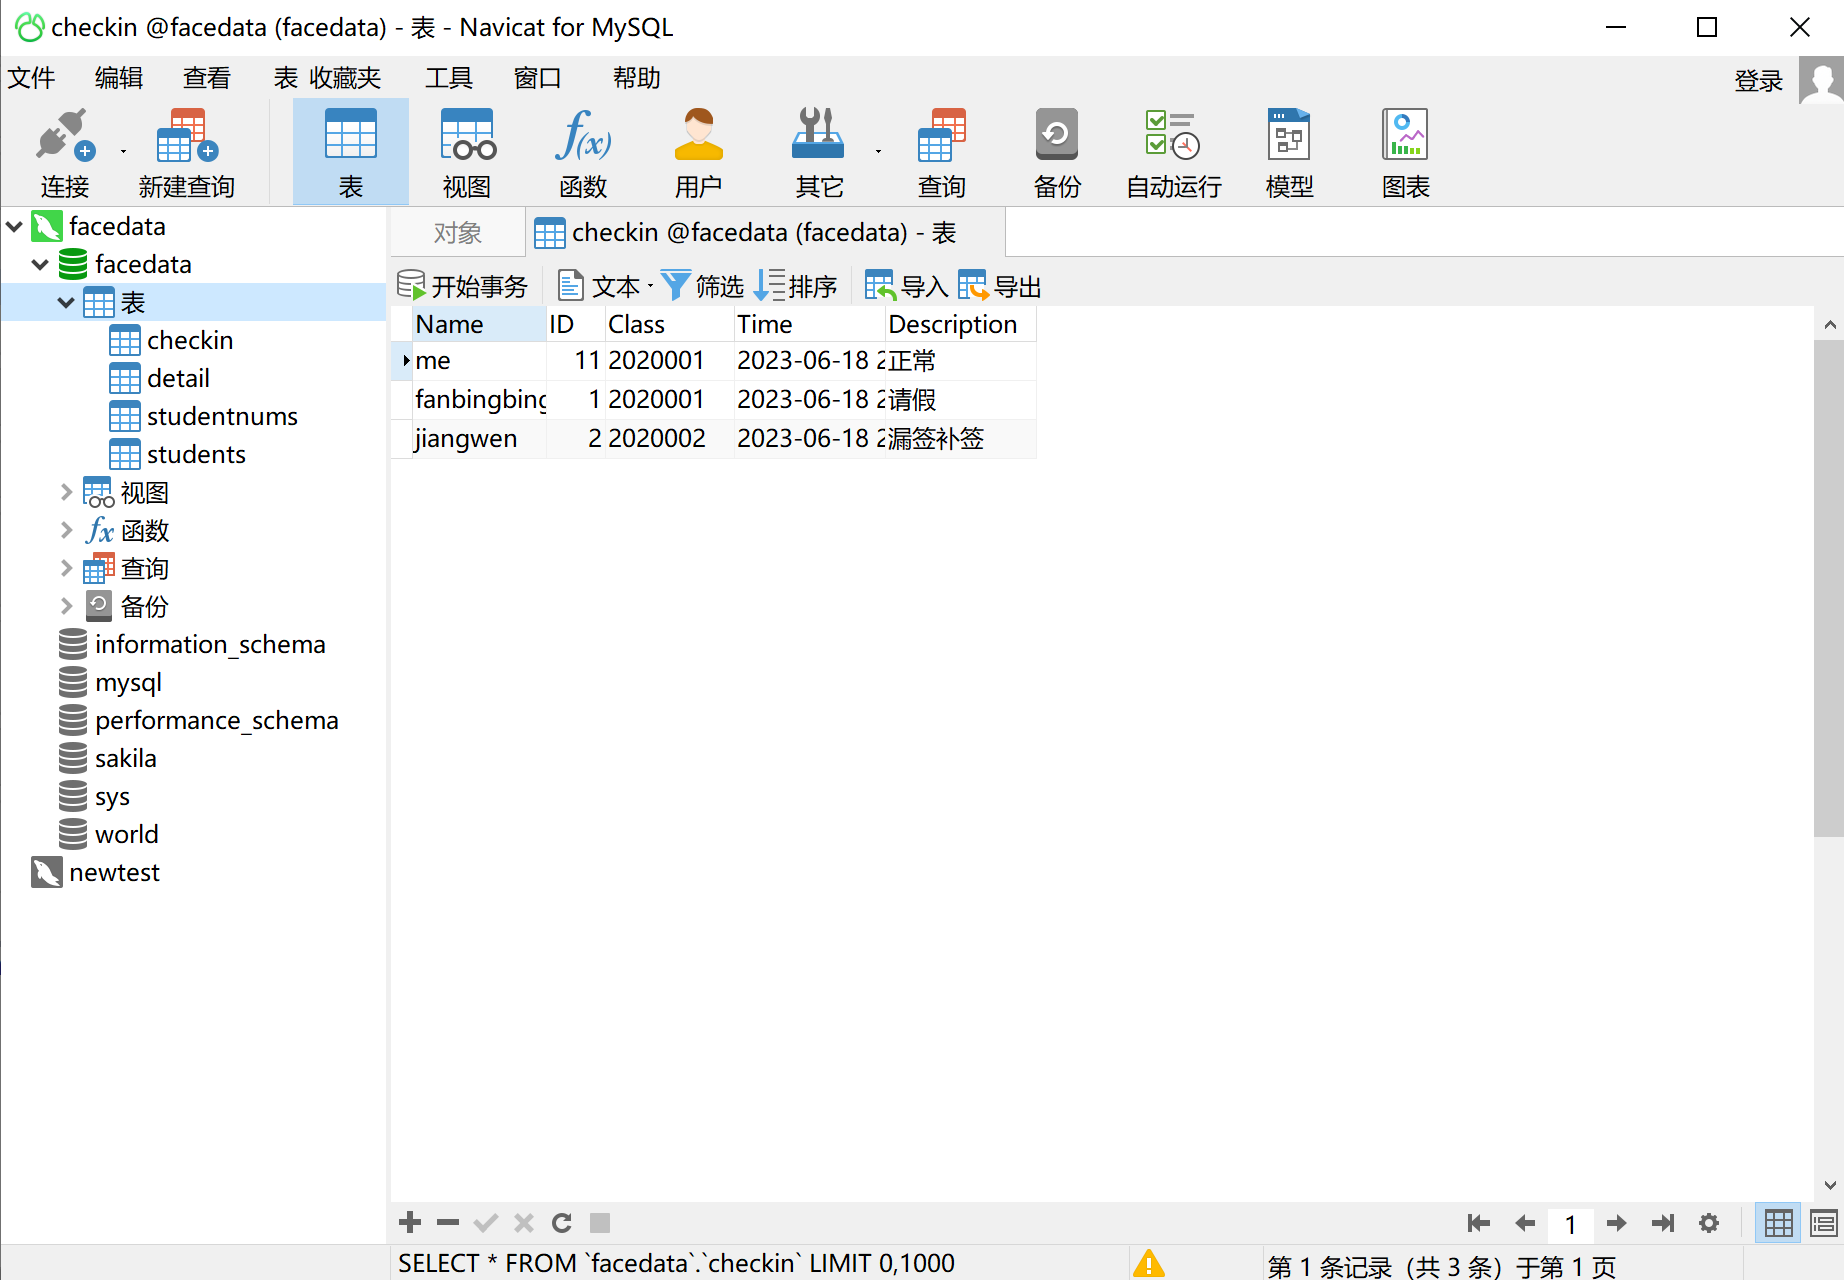 checkin @facedata (facedata) - 表 - Navicat for MySQL
文件 编辑 查看 表 收藏夹 工具 窗口 帮助 登录
连接 新建查询 表 视图 函数 用户 其它 查询 备份 自动运行 模型 图表
f(x)
facedata
facedata
表
checkin
detail
studentnums
students
视图
fx 函数
查询
备份
information_schema
mysql
performance_schema
sakila
sys
world
newtest
对象 checkin @facedata (facedata) - 表
开始事务 文本 筛选 排序 导入 导出
Name ID Class Time Description
me 11 2020001 2023-06-18 正常
fanbingbing 1 2020001 2023-06-18 请假
jiangwen 2 2020002 2023-06-18 漏签补签
1
SELECT * FROM `facedata`.`checkin` LIMIT 0,1000 第 1 条记录 (共 3 条) 于第 1 页